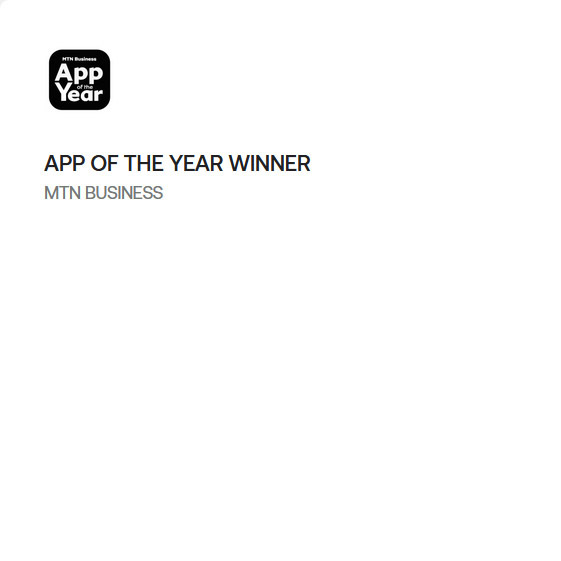 MTN Business
App
of the
Year
APP OF THE YEAR WINNER
MTN BUSINESS